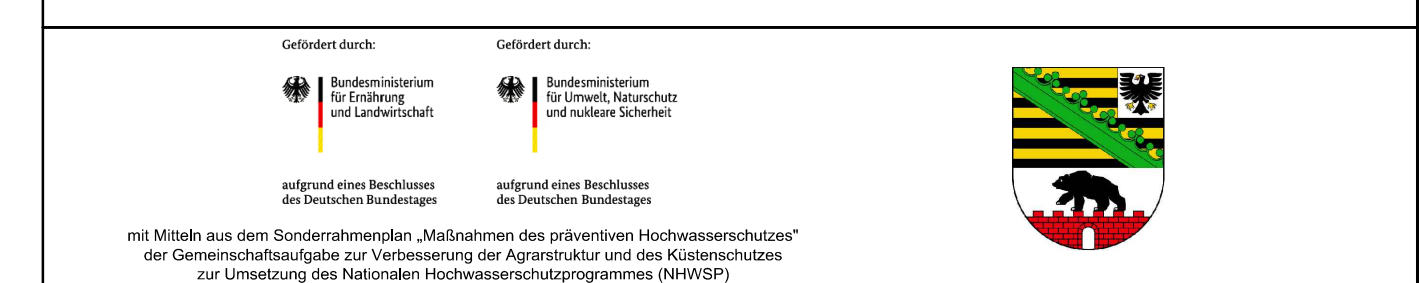 Gefördert durch:
Bundesministerium
für Ernährung
und Landwirtschaft
aufgrund eines Beschlusses
des Deutschen Bundestages
Gefördert durch:
Bundesministerium
für Umwelt, Naturschutz
und nukleare Sicherheit
aufgrund eines Beschlusses
des Deutschen Bundestages
mit Mitteln aus dem Sonderrahmenplan „Maßnahmen des präventiven Hochwasserschutzes"
der Gemeinschaftsaufgabe zur Verbesserung der Agrarstruktur und des Küstenschutzes
zur Umsetzung des Nationalen Hochwasserschutzprogrammes (NHWSP)